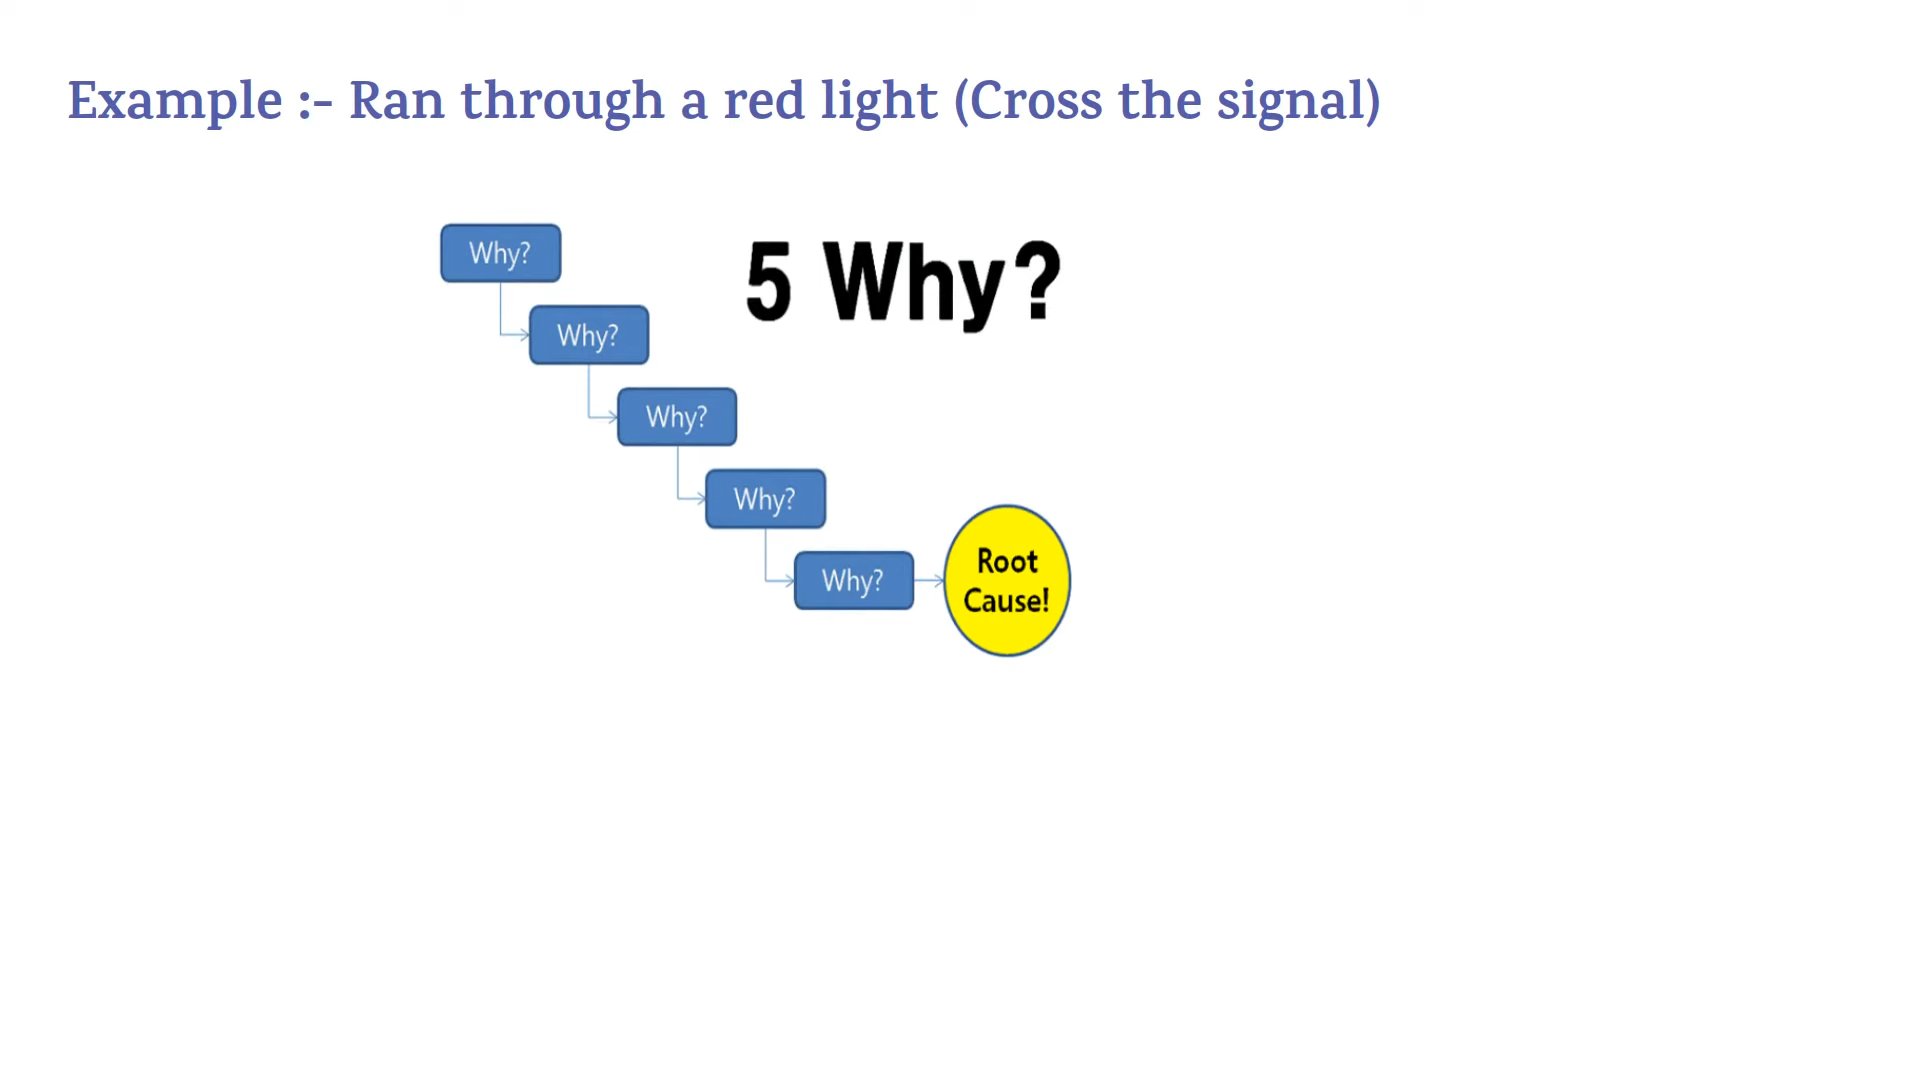 Example :- Ran through a red light (Cross the signal)
5 Why?
Why?
Why?
Why?
Why?
Why?
Root
Cause!